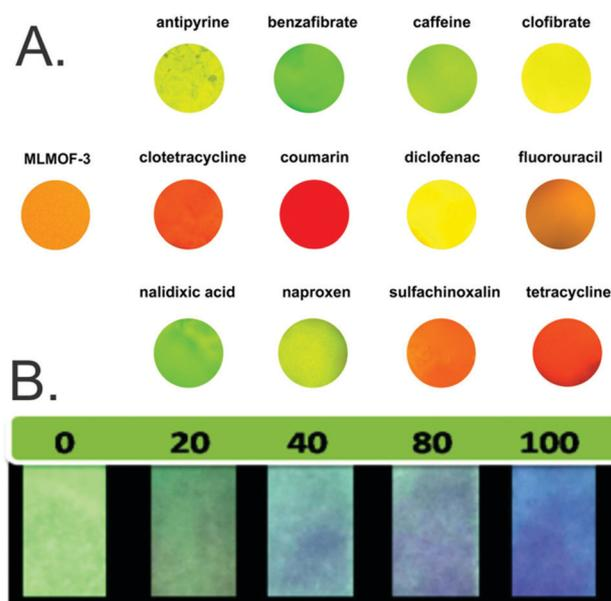 A.
antipyrine benzafibrate caffeine clofibrate
MLMOF-3 clotetracycline coumarin diclofenac fluorouracil
nalidixic acid naproxen sulfachinoxalin tetracycline
B.
0 20 40 80 100